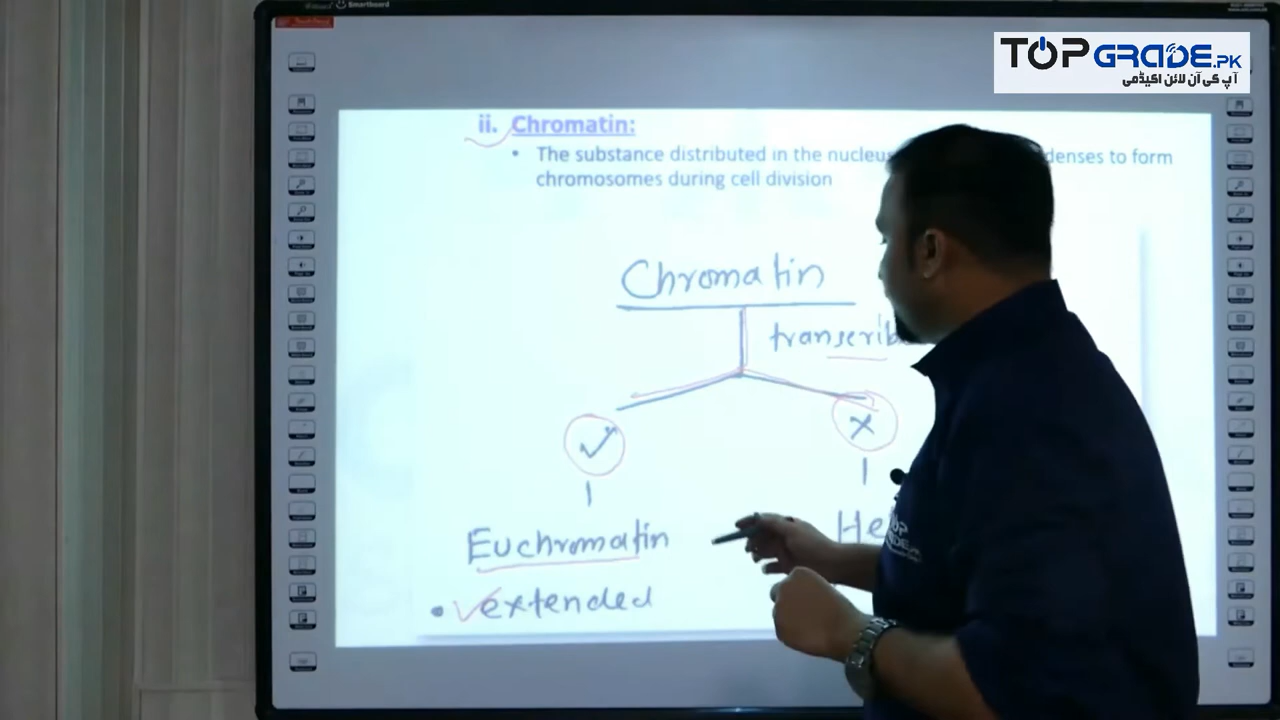 Smartboard
TOPGRADE.PK
آپ کی آن لائن اکیڈمی
ii. Chromatin:
• The substance distributed in the nucleus denses to form
chromosomes during cell division
Chromatin
transcrib
✓ X
Euchromatin He
• ✓extended